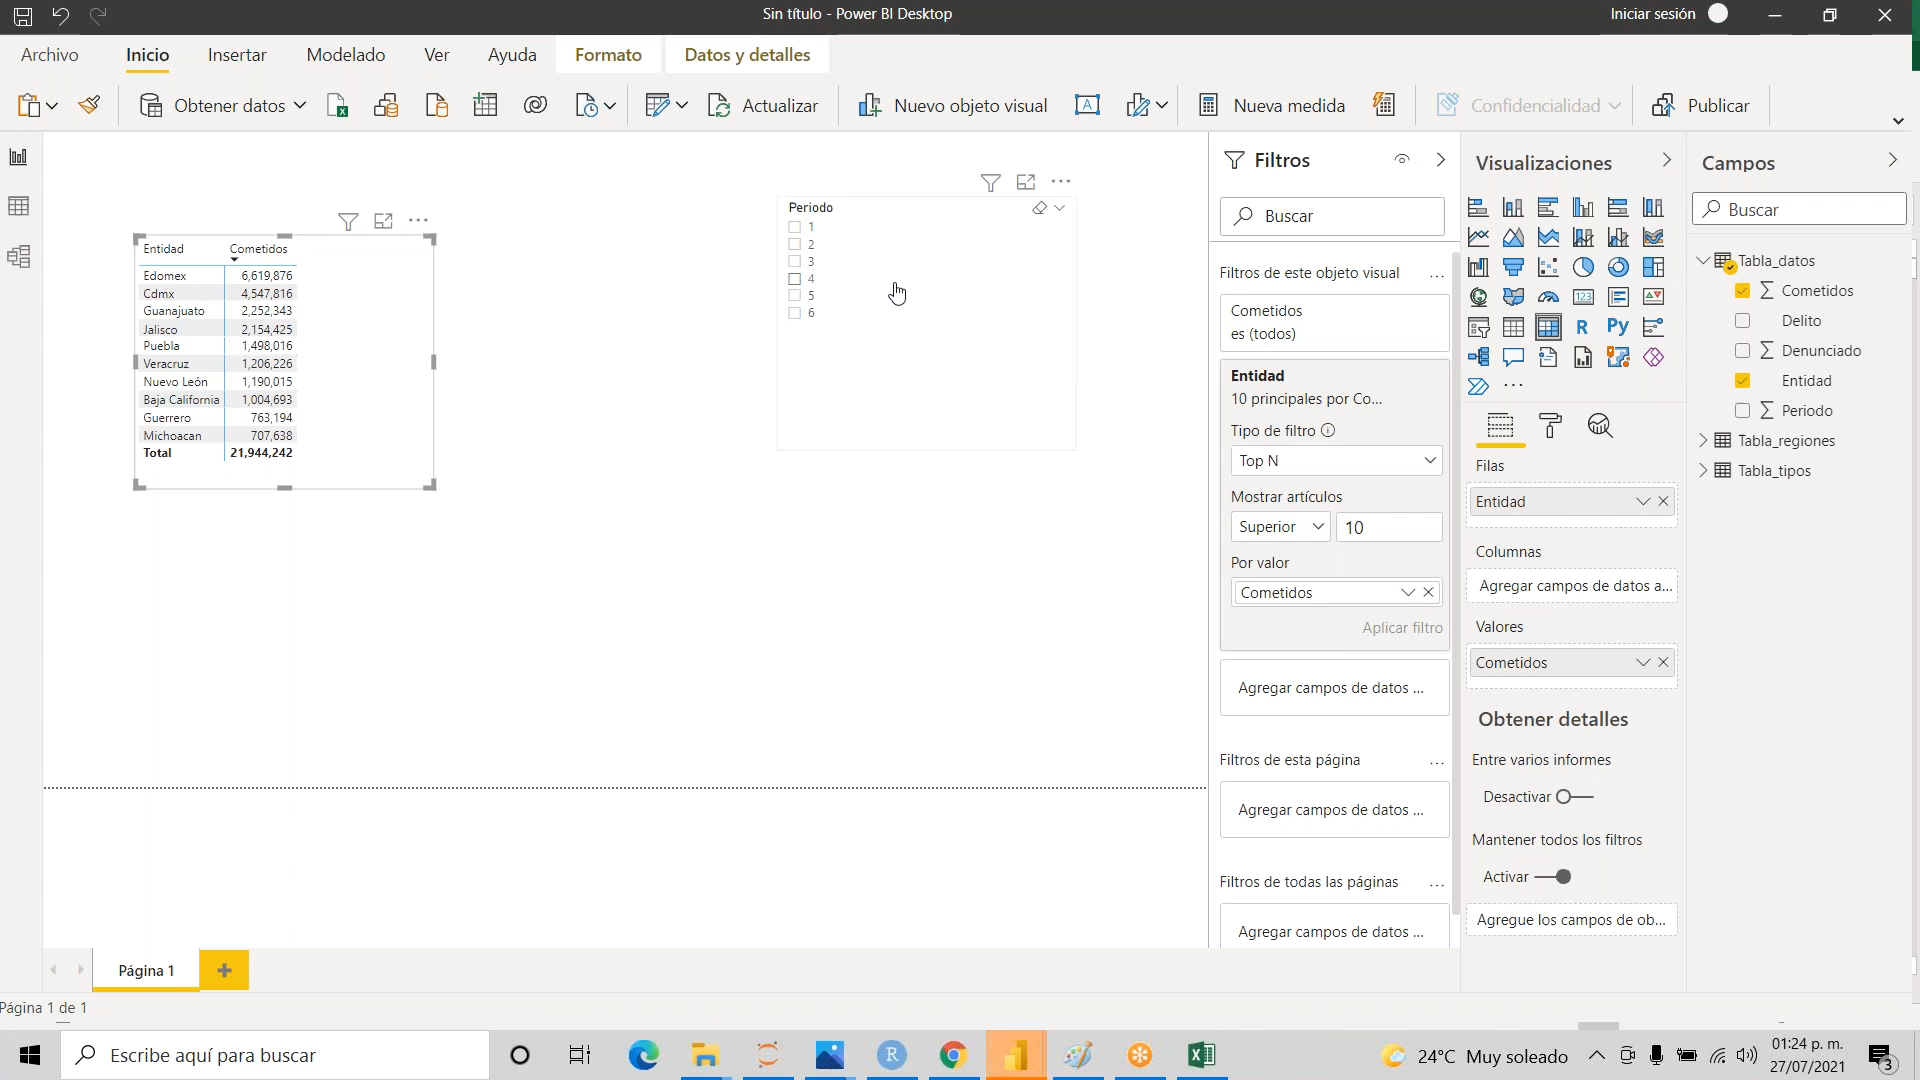 Sin título - Power BI Desktop
Iniciar sesión
Archivo Inicio Insertar Modelado Ver Ayuda Formato Datos y detalles
Obtener datos Actualizar Nuevo objeto visual Nueva medida Confidencialidad Publicar
Entidad Cometidos
Edomex 6,619,876
Cdmx 4,547,816
Guanajuato 2,252,343
Jalisco 2,154,425
Puebla 1,498,016
Veracruz 1,206,226
Nuevo León 1,190,015
Baja California 1,004,693
Guerrero 763,194
Michoacan 707,638
Total 21,944,242
Periodo
1
2
3
4
5
6
Filtros
Buscar
Filtros de este objeto visual ...
Cometidos
es (todos)
Entidad
10 principales por Co...
Tipo de filtro
Top N
Mostrar artículos
Superior 10
Por valor
Cometidos
Aplicar filtro
Agregar campos de datos ...
Filtros de esta página ...
Agregar campos de datos ...
Filtros de todas las páginas ...
Agregar campos de datos ...
Visualizaciones
123
R Py
Filas
Entidad
Columnas
Agregar campos de datos a...
Valores
Cometidos
Obtener detalles
Entre varios informes
Desactivar
Mantener todos los filtros
Activar
Agregue los campos de ob...
Campos
Buscar
Tabla_datos
Cometidos
Delito
Denunciado
Entidad
Periodo
Tabla_regiones
Tabla_tipos
Página 1
Página 1 de 1
Escribe aquí para buscar
24°C Muy soleado
01:24 p. m.
27/07/2021
3